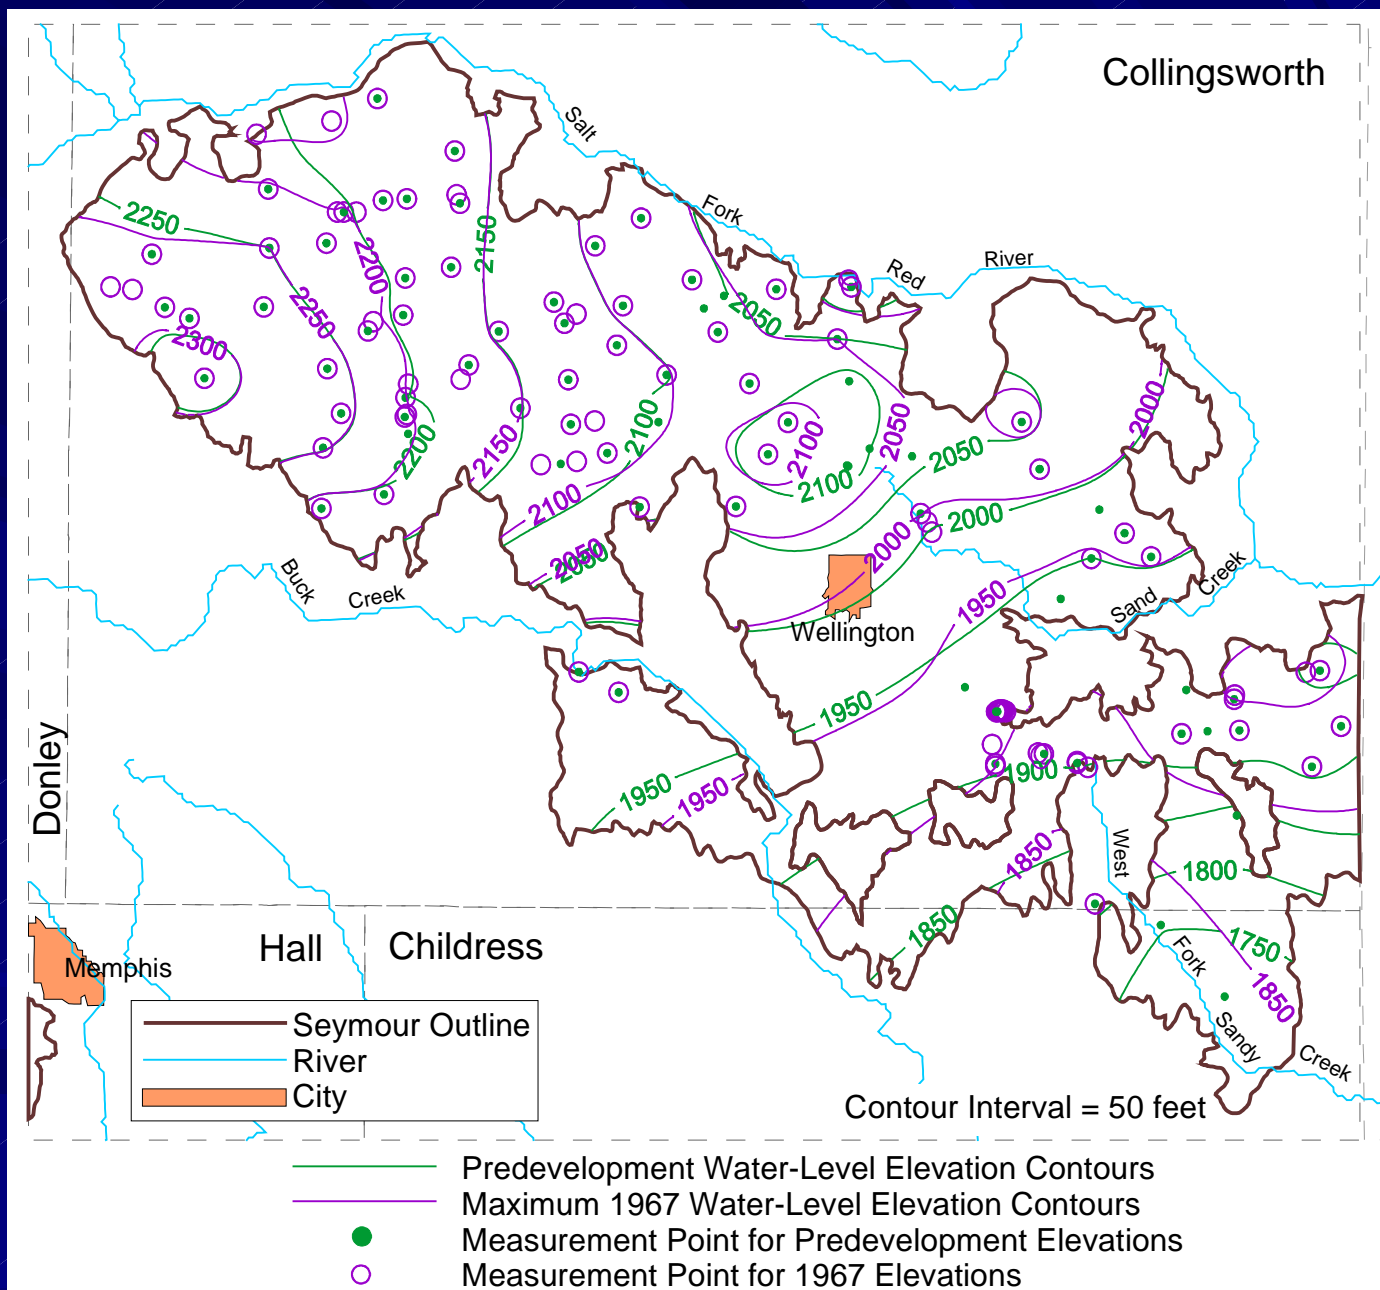 Collingsworth
Salt
Fork
Red
River
2250
2200
2150
2250
2300
2050
2200
2150
2100
2100
2100
2100
2050
2050
2000
2000
2000
2050
2050
Buck
Creek
Wellington
1950
Sand
Creek
1950
1950
1950
1900
Donley
West
1850
1800
1850
1750
1850
Fork
Sandy
Creek
Memphis
Hall
Childress
Seymour Outline
River
City
Contour Interval = 50 feet
Predevelopment Water-Level Elevation Contours
Maximum 1967 Water-Level Elevation Contours
Measurement Point for Predevelopment Elevations
Measurement Point for 1967 Elevations